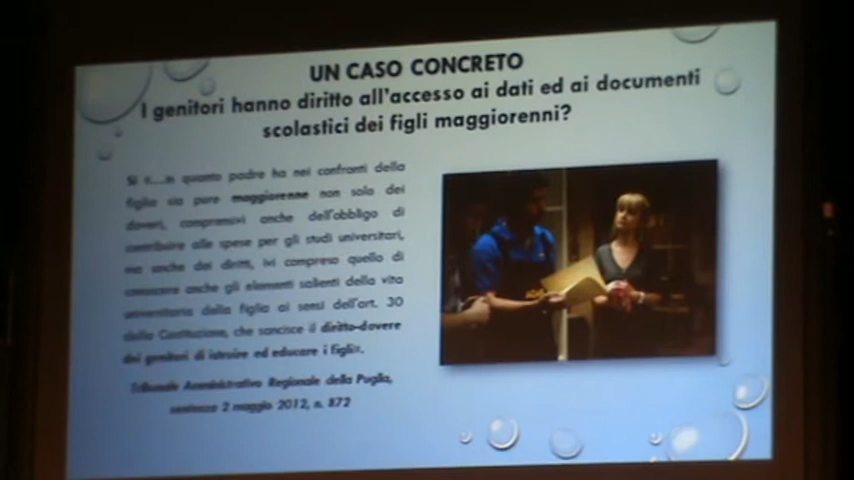 UN CASO CONCRETO
I genitori hanno diritto all'accesso ai dati ed ai documenti
scolastici dei figli maggiorenni?
in quanto padre ha nei confronti della
figlia sia pure maggiorenne non solo dei
doveri, comprensivi anche dell'obbligo di
contribuire alle spese per gli studi universitari,
ma anche dei diritti, ivi compreso quello di
conoscere anche gli elementi salienti della vita
universitaria della figlia ai sensi dell'art. 30
della Costituzione, che sancisce il diritto-dovere
dei genitori di istruire ed educare i figli».
Tribunale Amministrativo Regionale della Puglia,
sentenza 2 maggio 2012, n. 872